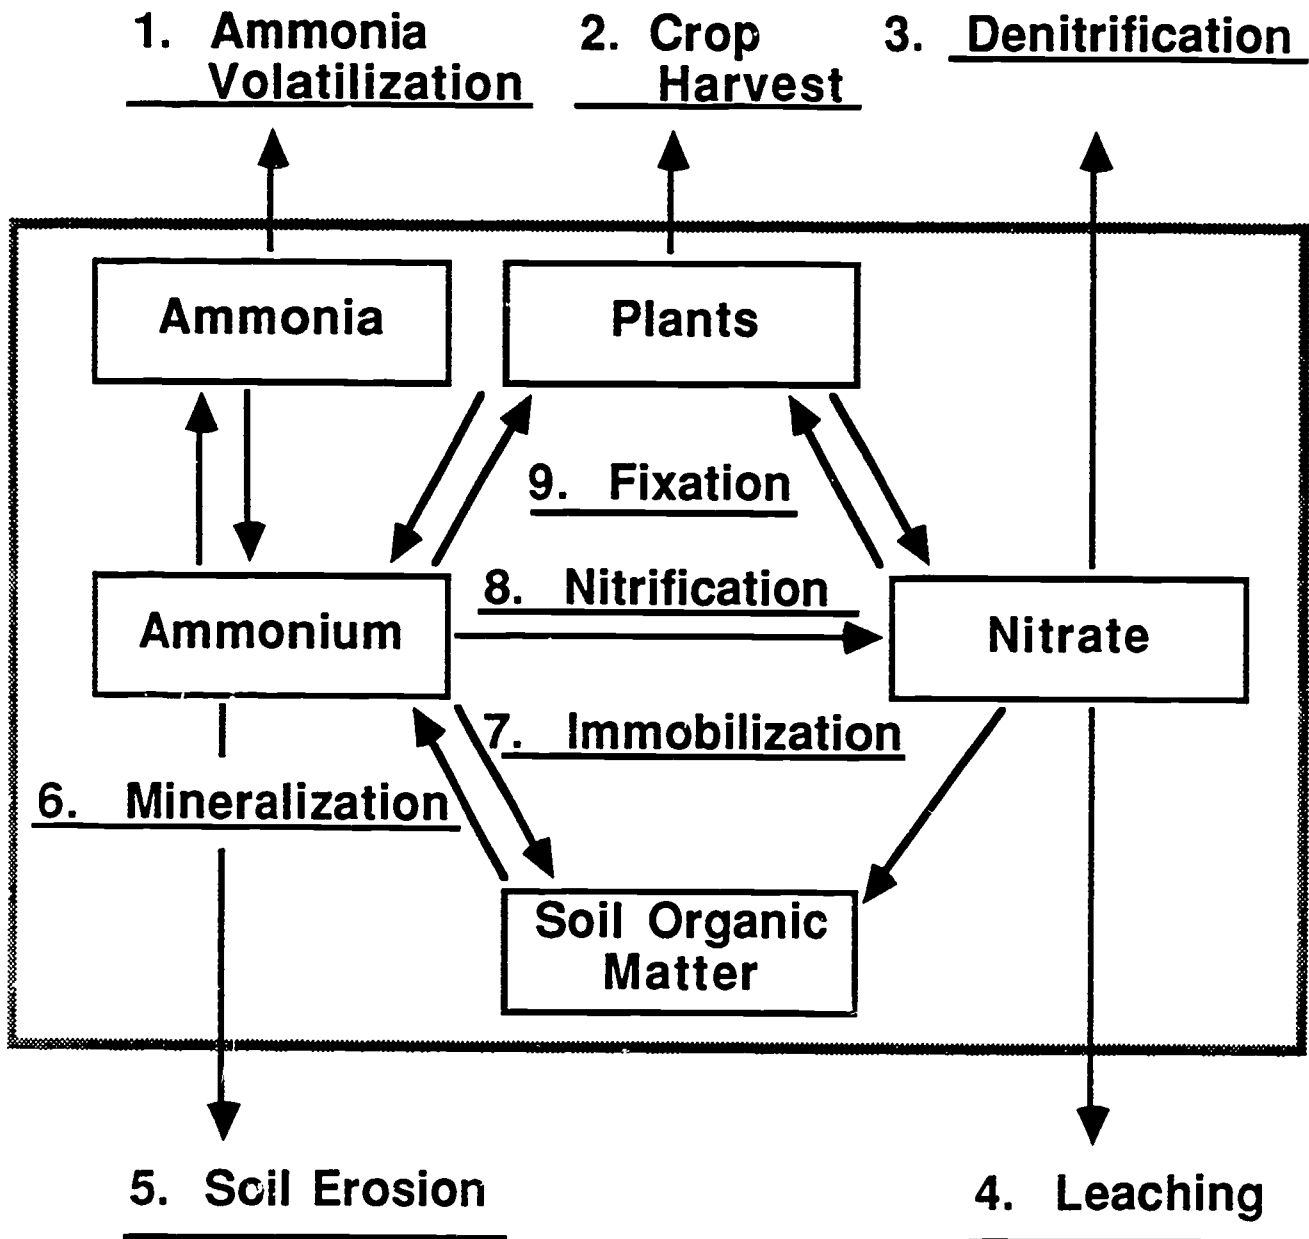 1. Ammonia
Volatilization
2. Crop
Harvest
3. Denitrification
Ammonia
Plants
9. Fixation
8. Nitrification
Ammonium
Nitrate
7. Immobilization
6. Mineralization
Soil Organic
Matter
5. Soil Erosion
4. Leaching